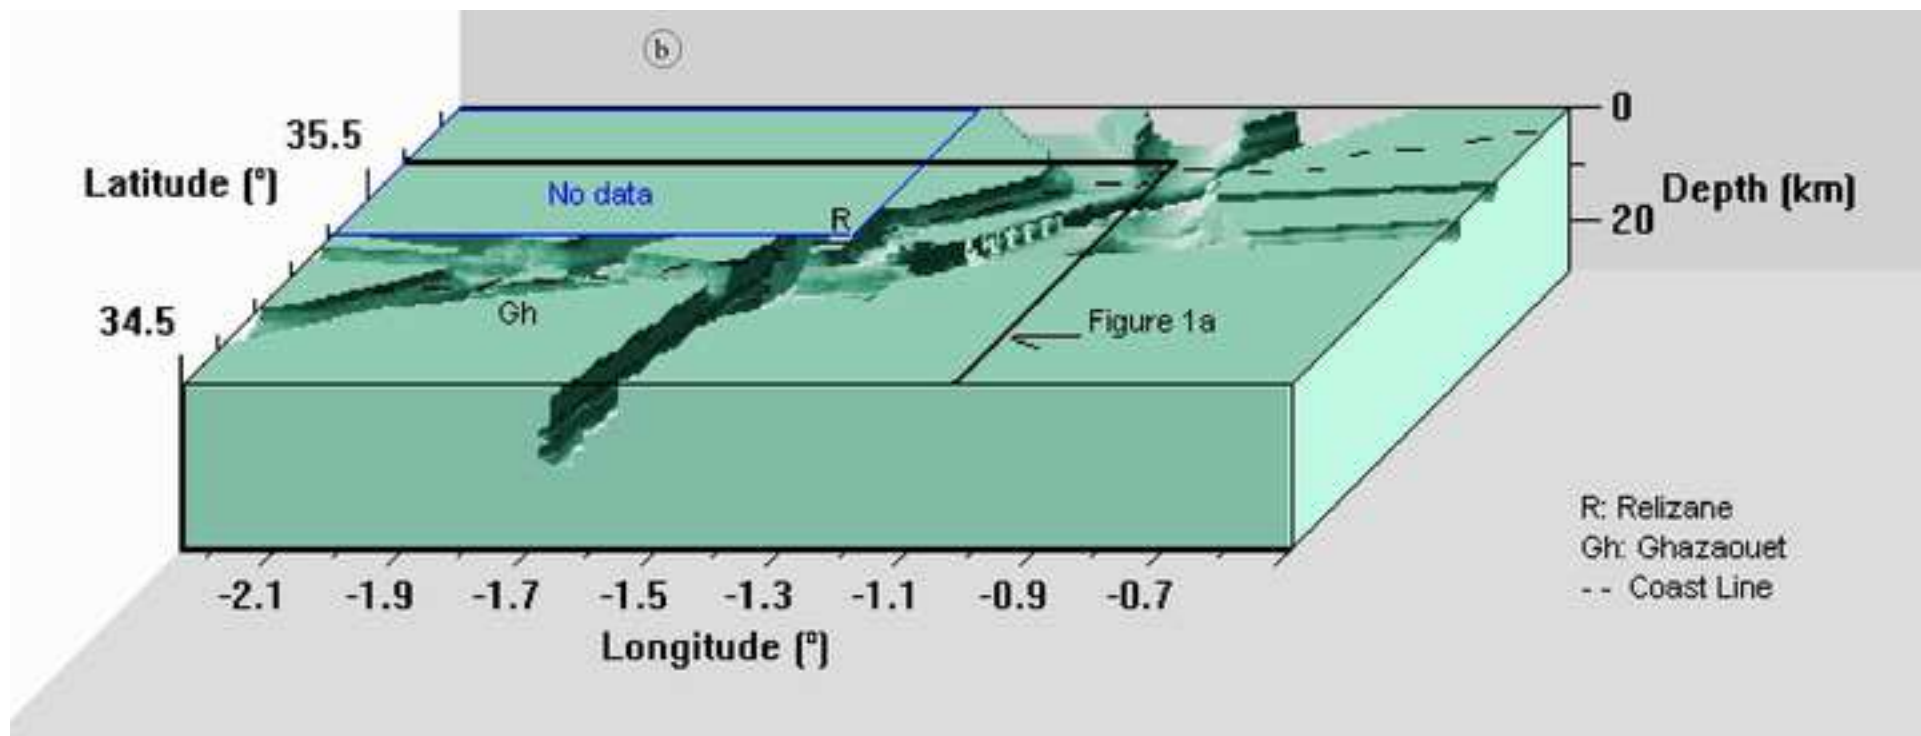 b
0
35.5
Latitude (°)
No data
Depth (km)
R
20
34.5
Gh
Figure 1a
R: Relizane
Gh: Ghazaouet
-- Coast Line
-2.1 -1.9 -1.7 -1.5 -1.3 -1.1 -0.9 -0.7
Longitude (°)